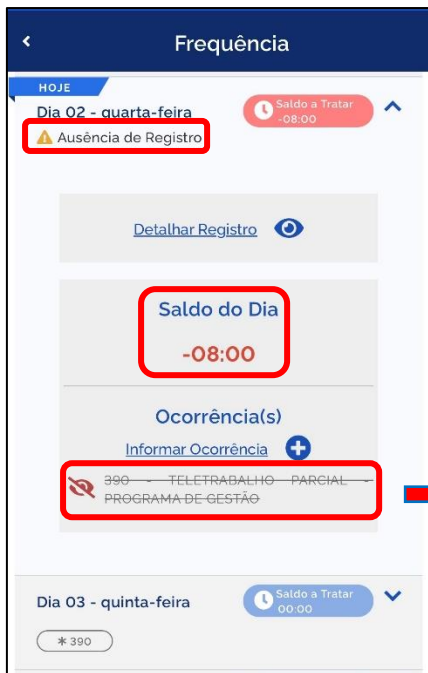 Frequência
HOJE
Dia 02 - quarta-feira
Saldo a Tratar
-08:00
Ausência de Registro
Detalhar Registro
Saldo do Dia
-08:00
Ocorrência(s)
Informar Ocorrência
390 - TELETRABALHO PARCIAL -
PROGRAMA DE GESTÃO
Dia 03 - quinta-feira
Saldo a Tratar
00:00
* 390